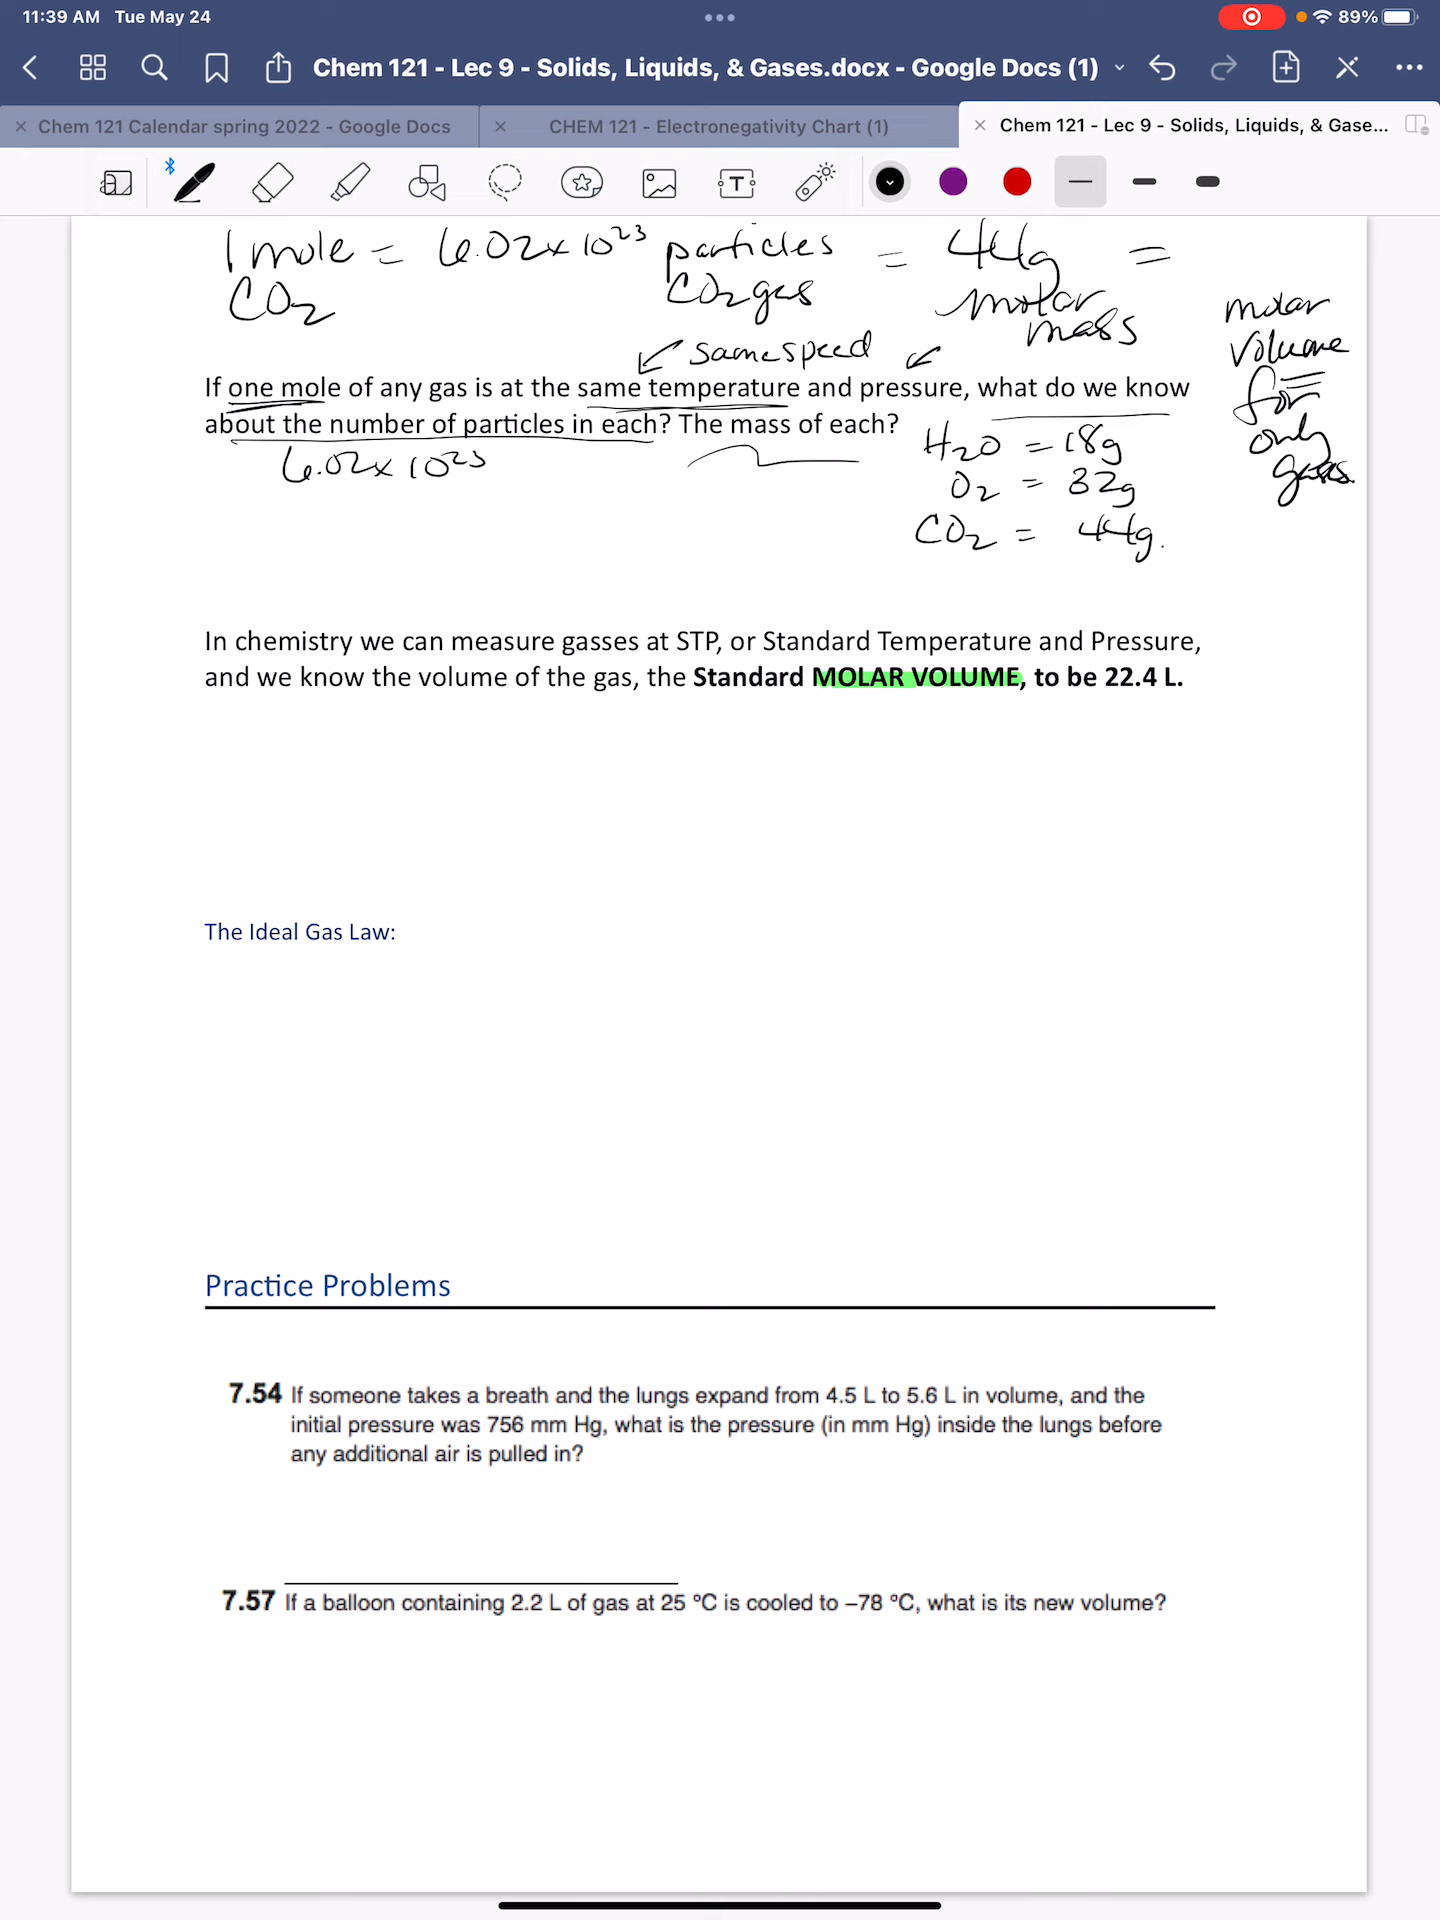 11:39 AM Tue May 24
89%
Chem 121 - Lec 9 - Solids, Liquids, & Gases.docx - Google Docs (1)
Chem 121 Calendar spring 2022 - Google Docs
CHEM 121 - Electronegativity Chart (1)
Chem 121 - Lec 9 - Solids, Liquids, & Gase...
1 mole = 6.02x10²³ particles = 44g =
CO₂ CO₂ gas molar mass
molar
volume
for
only
gases.
same speed
If one mole of any gas is at the same temperature and pressure, what do we know
about the number of particles in each? The mass of each?
6.02x10²³
H₂O = 18g
O₂ = 32g
CO₂ = 44g.
In chemistry we can measure gasses at STP, or Standard Temperature and Pressure,
and we know the volume of the gas, the Standard MOLAR VOLUME, to be 22.4 L.
The Ideal Gas Law:
Practice Problems
7.54 If someone takes a breath and the lungs expand from 4.5 L to 5.6 L in volume, and the
initial pressure was 756 mm Hg, what is the pressure (in mm Hg) inside the lungs before
any additional air is pulled in?
7.57 If a balloon containing 2.2 L of gas at 25 °C is cooled to –78 °C, what is its new volume?